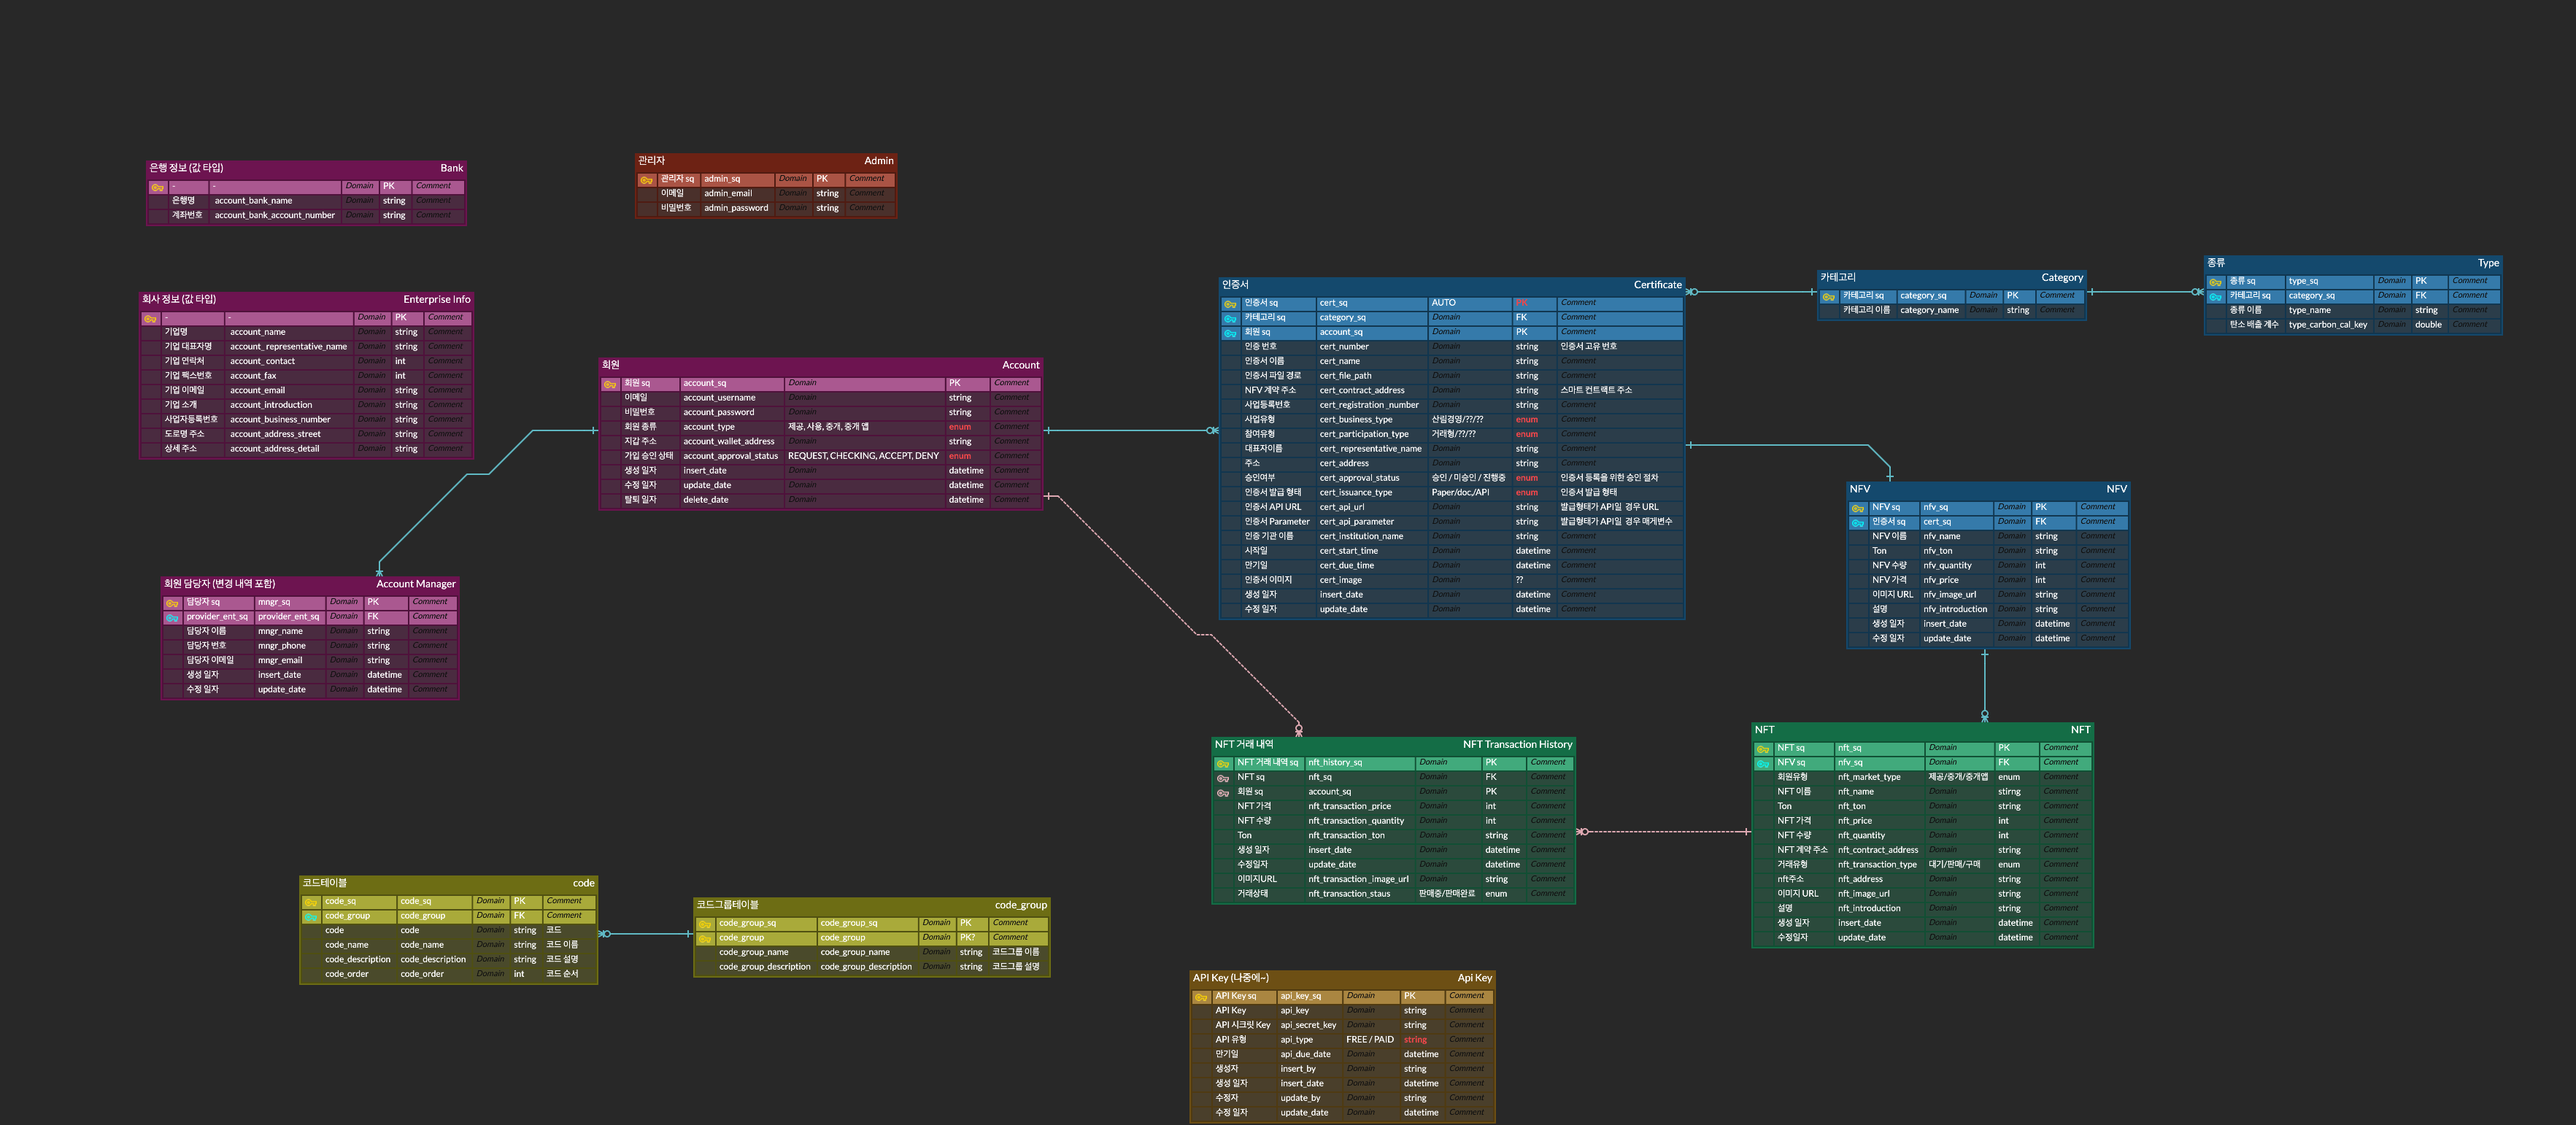 은행 정보 (값 타입) Bank
- - Domain PK Comment
은행명 account_bank_name Domain string Comment
계좌번호 account_bank_account_number Domain string Comment
관리자 Admin
관리자 sq admin_sq Domain PK Comment
이메일 admin_email Domain string Comment
비밀번호 admin_password Domain string Comment
회사 정보 (값 타입) Enterprise Info
- - Domain PK Comment
기업명 account_name Domain string Comment
기업 대표자명 account_representative_name Domain string Comment
기업 연락처 account_contact Domain int Comment
기업 팩스번호 account_fax Domain int Comment
기업 이메일 account_email Domain string Comment
기업 소개 account_introduction Domain string Comment
사업자등록번호 account_business_number Domain string Comment
도로명 주소 account_address_street Domain string Comment
상세 주소 account_address_detail Domain string Comment
회원 Account
회원 sq account_sq Domain PK Comment
이메일 account_username Domain string Comment
비밀번호 account_password Domain string Comment
회원 종류 account_type 제공, 사용, 중개, 중개 앱 enum Comment
지갑 주소 account_wallet_address Domain string Comment
가입 승인 상태 account_approval_status REQUEST, CHECKING, ACCEPT, DENY enum Comment
생성 일자 insert_date Domain datetime Comment
수정 일자 update_date Domain datetime Comment
탈퇴 일자 delete_date Domain datetime Comment
인증서 Certificate
인증서 sq cert_sq AUTO PK Comment
카테고리 sq category_sq Domain FK Comment
회원 sq account_sq Domain PK Comment
인증 번호 cert_number Domain string 인증서 고유 번호
인증서 이름 cert_name Domain string Comment
인증서 파일 경로 cert_file_path Domain string Comment
NFV 계약 주소 cert_contract_address Domain string 스마트 컨트랙트 주소
사업등록번호 cert_registration_number Domain string Comment
사업유형 cert_business_type 산림경영/??/?? enum Comment
참여유형 cert_participation_type 거래형/??/?? enum Comment
대표자이름 cert_representative_name Domain string Comment
주소 cert_address Domain string Comment
승인여부 cert_approval_status 승인 / 미승인 / 진행중 enum 인증서 등록을 위한 승인 절차
인증서 발급 형태 cert_issuance_type Paper/doc,/API enum 인증서 발급 형태
인증서 API URL cert_api_url Domain string 발급형태가 API일 경우 URL
인증서 Parameter cert_api_parameter Domain string 발급형태가 API일 경우 매게변수
인증 기관 이름 cert_institution_name Domain string Comment
시작일 cert_start_time Domain datetime Comment
만기일 cert_due_time Domain datetime Comment
인증서 이미지 cert_image Domain ?? Comment
생성 일자 insert_date Domain datetime Comment
수정 일자 update_date Domain datetime Comment
카테고리 Category
카테고리 sq category_sq Domain PK Comment
카테고리 이름 category_name Domain string Comment
종류 Type
종류 sq type_sq Domain PK Comment
카테고리 sq category_sq Domain FK Comment
종류 이름 type_name Domain string Comment
탄소 배출 계수 type_carbon_cal_key Domain double Comment
NFV NFV
NFV sq nfv_sq Domain PK Comment
인증서 sq cert_sq Domain FK Comment
NFV 이름 nfv_name Domain string Comment
Ton nfv_ton Domain string Comment
NFV 수량 nfv_quantity Domain int Comment
NFV 가격 nfv_price Domain int Comment
이미지 URL nfv_image_url Domain string Comment
설명 nfv_introduction Domain string Comment
생성 일자 insert_date Domain datetime Comment
수정 일자 update_date Domain datetime Comment
회원 담당자 (변경 내역 포함) Account Manager
담당자 sq mngr_sq Domain PK Comment
provider_ent_sq provider_ent_sq Domain FK Comment
담당자 이름 mngr_name Domain string Comment
담당자 번호 mngr_phone Domain string Comment
담당자 이메일 mngr_email Domain string Comment
생성 일자 insert_date Domain datetime Comment
수정 일자 update_date Domain datetime Comment
NFT 거래 내역 NFT Transaction History
NFT 거래 내역 sq nft_history_sq Domain PK Comment
NFT sq nft_sq Domain FK Comment
회원 sq account_sq Domain PK Comment
NFT 가격 nft_transaction_price Domain int Comment
NFT 수량 nft_transaction_quantity Domain int Comment
Ton nft_transaction_ton Domain string Comment
생성 일자 insert_date Domain datetime Comment
수정일자 update_date Domain datetime Comment
이미지URL nft_transaction_image_url Domain string Comment
거래상태 nft_transaction_staus 판매중/판매완료 enum Comment
NFT NFT
NFT sq nft_sq Domain PK Comment
NFV sq nfv_sq Domain FK Comment
회원유형 nft_market_type 제공/중개/중개앱 enum Comment
NFT 이름 nft_name Domain stirng Comment
Ton nft_ton Domain string Comment
NFT 가격 nft_price Domain int Comment
NFT 수량 nft_quantity Domain int Comment
NFT 계약 주소 nft_contract_address Domain string Comment
거래유형 nft_transaction_type 대기/판매/구매 enum Comment
nft주소 nft_address Domain string Comment
이미지 URL nft_image_url Domain string Comment
설명 nft_introduction Domain string Comment
생성 일자 insert_date Domain datetime Comment
수정일자 update_date Domain datetime Comment
코드테이블 code
code_sq code_sq Domain PK Comment
code_group code_group Domain FK Comment
code code Domain string 코드
code_name code_name Domain string 코드 이름
code_description code_description Domain string 코드 설명
code_order code_order Domain int 코드 순서
코드그룹테이블 code_group
code_group_sq code_group_sq Domain PK Comment
code_group code_group Domain PK? Comment
code_group_name code_group_name Domain string 코드그룹 이름
code_group_description code_group_description Domain string 코드그룹 설명
API Key (나중에~) Api Key
API Key sq api_key_sq Domain PK Comment
API Key api_key Domain string Comment
API 시크릿 Key api_secret_key Domain string Comment
API 유형 api_type FREE / PAID string Comment
만기일 api_due_date Domain datetime Comment
생성자 insert_by Domain string Comment
생성 일자 insert_date Domain datetime Comment
수정자 update_by Domain string Comment
수정 일자 update_date Domain datetime Comment